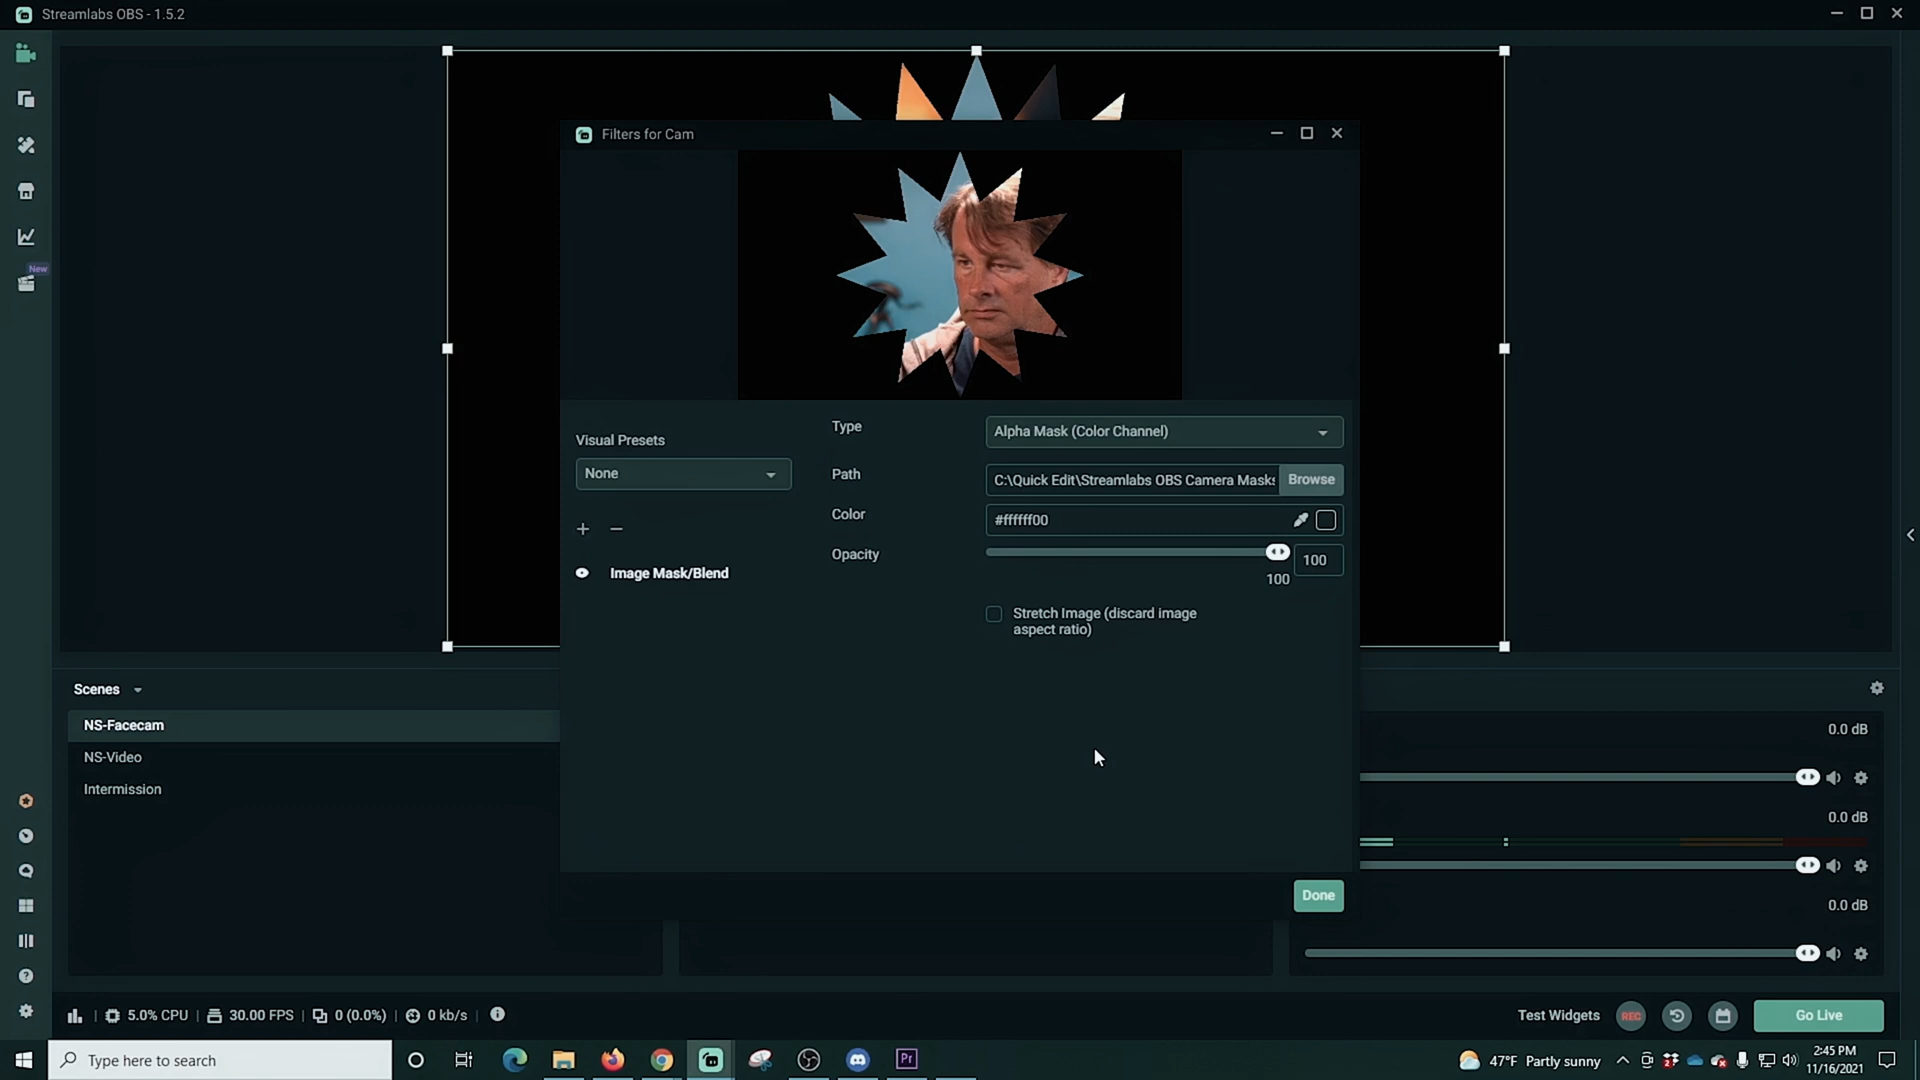 Streamlabs OBS - 1.5.2
New
Filters for Cam
Visual Presets
None
Image Mask/Blend
Type
Alpha Mask (Color Channel)
Path
C:\Quick Edit\Streamlabs OBS Camera Masks
Browse
Color
#ffffff00
Opacity
100
100
Stretch Image (discard image
aspect ratio)
Done
Scenes
NS-Facecam
NS-Video
Intermission
0.0 dB
0.0 dB
0.0 dB
5.0% CPU
30.00 FPS
0 (0.0%)
0 kb/s
Test Widgets
REC
Go Live
Type here to search
Pr
47°F Partly sunny
2:45 PM
11/16/2021